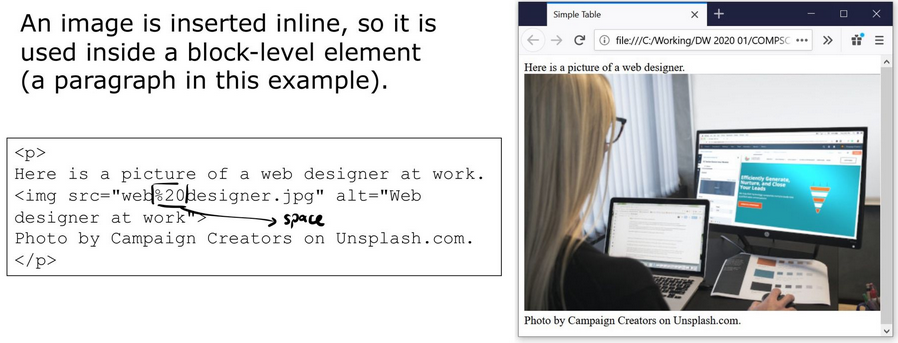 An image is inserted inline, so it is
used inside a block-level element
(a paragraph in this example).
<p>
Here is a picture of a web designer at work.
<img src="web%20designer.jpg" alt="Web
designer at work">
space
Photo by Campaign Creators on Unsplash.com.
</p>
Simple Table
file:///C:/Working/DW 2020 01/COMPSC
Here is a picture of a web designer.
Efficiently Generate,
Nurture, and Close
Your Leads
Photo by Campaign Creators on Unsplash.com.